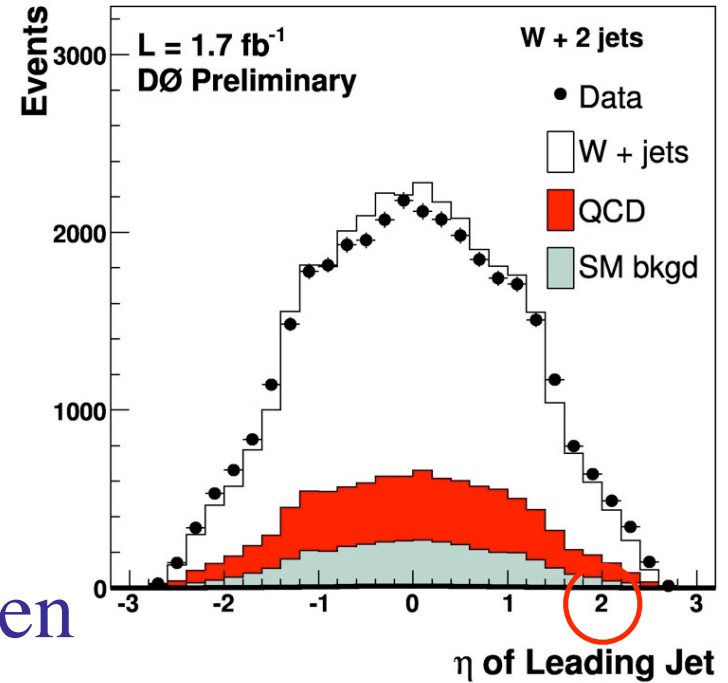 Events
3000
2000
1000
0
L = 1.7 fb⁻¹
DØ Preliminary
W + 2 jets
Data
W + jets
QCD
SM bkgd
-3 -2 -1 0 1 2 3
η of Leading Jet
en